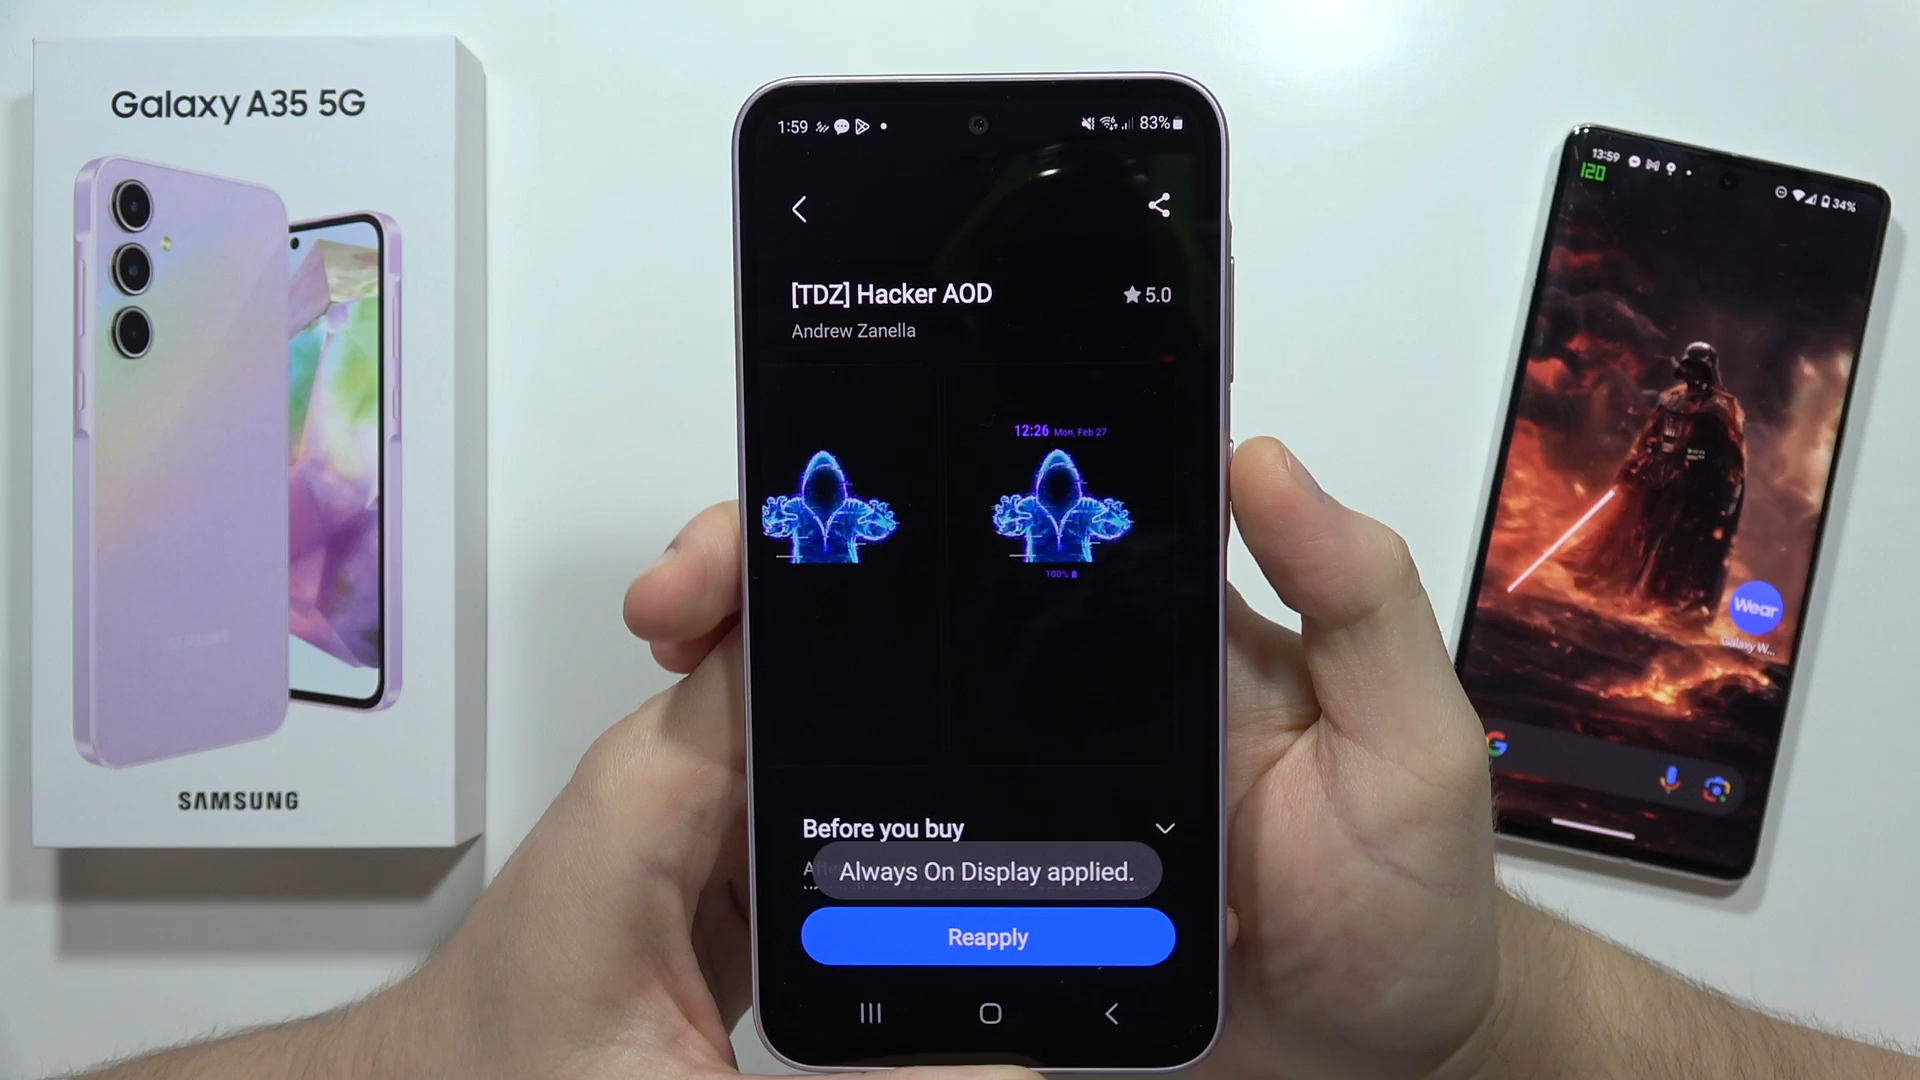 Galaxy A35 5G
SAMSUNG
1:59
83%
[TDZ] Hacker AOD
5.0
Andrew Zanella
12:26 Mon, Feb 27
100%
Before you buy
Always On Display applied.
Reapply
13:59
120
34%
Wear
Galaxy W...